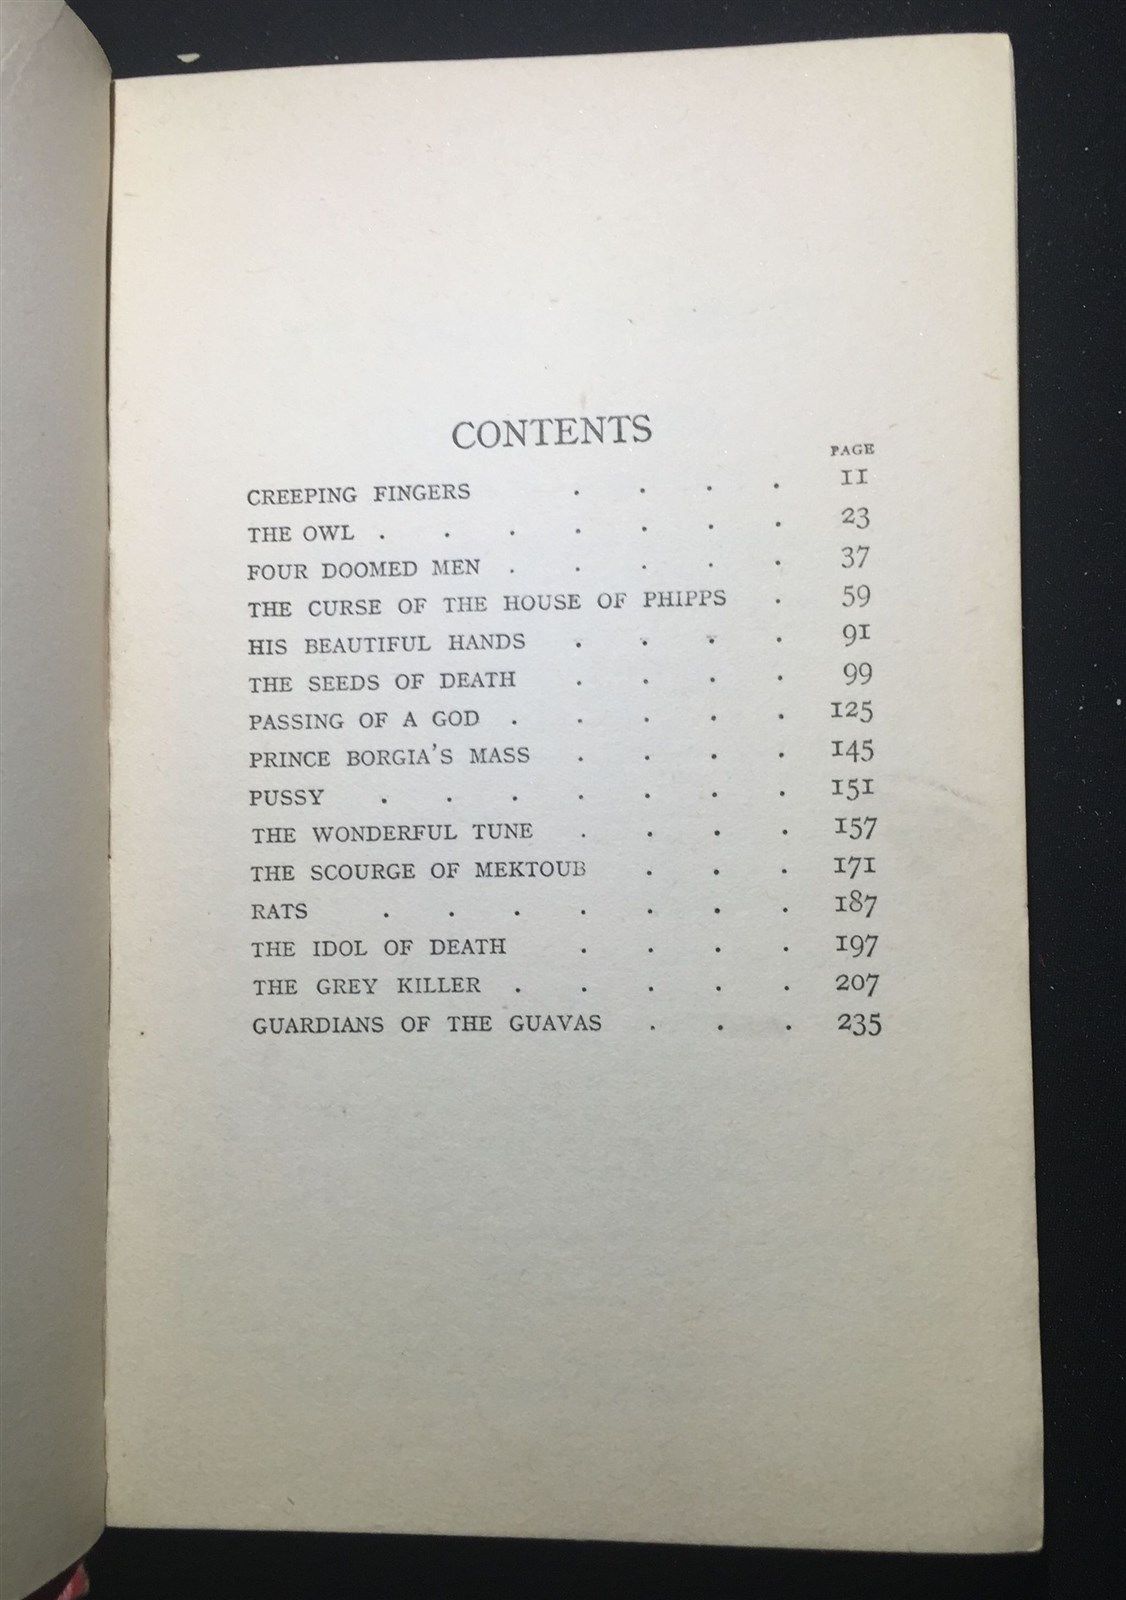 CONTENTS
PAGE
CREEPING FINGERS . . . . 11
THE OWL . . . . . . . 23
FOUR DOOMED MEN . . . . . 37
THE CURSE OF THE HOUSE OF PHIPPS . 59
HIS BEAUTIFUL HANDS . . . . 91
THE SEEDS OF DEATH . . . . 99
PASSING OF A GOD . . . . . 125
PRINCE BORGIA'S MASS . . . . 145
PUSSY . . . . . . . 151
THE WONDERFUL TUNE . . . . 157
THE SCOURGE OF MEKTOUB . . . 171
RATS . . . . . . . 187
THE IDOL OF DEATH . . . . 197
THE GREY KILLER . . . . . 207
GUARDIANS OF THE GUAVAS . . . 235